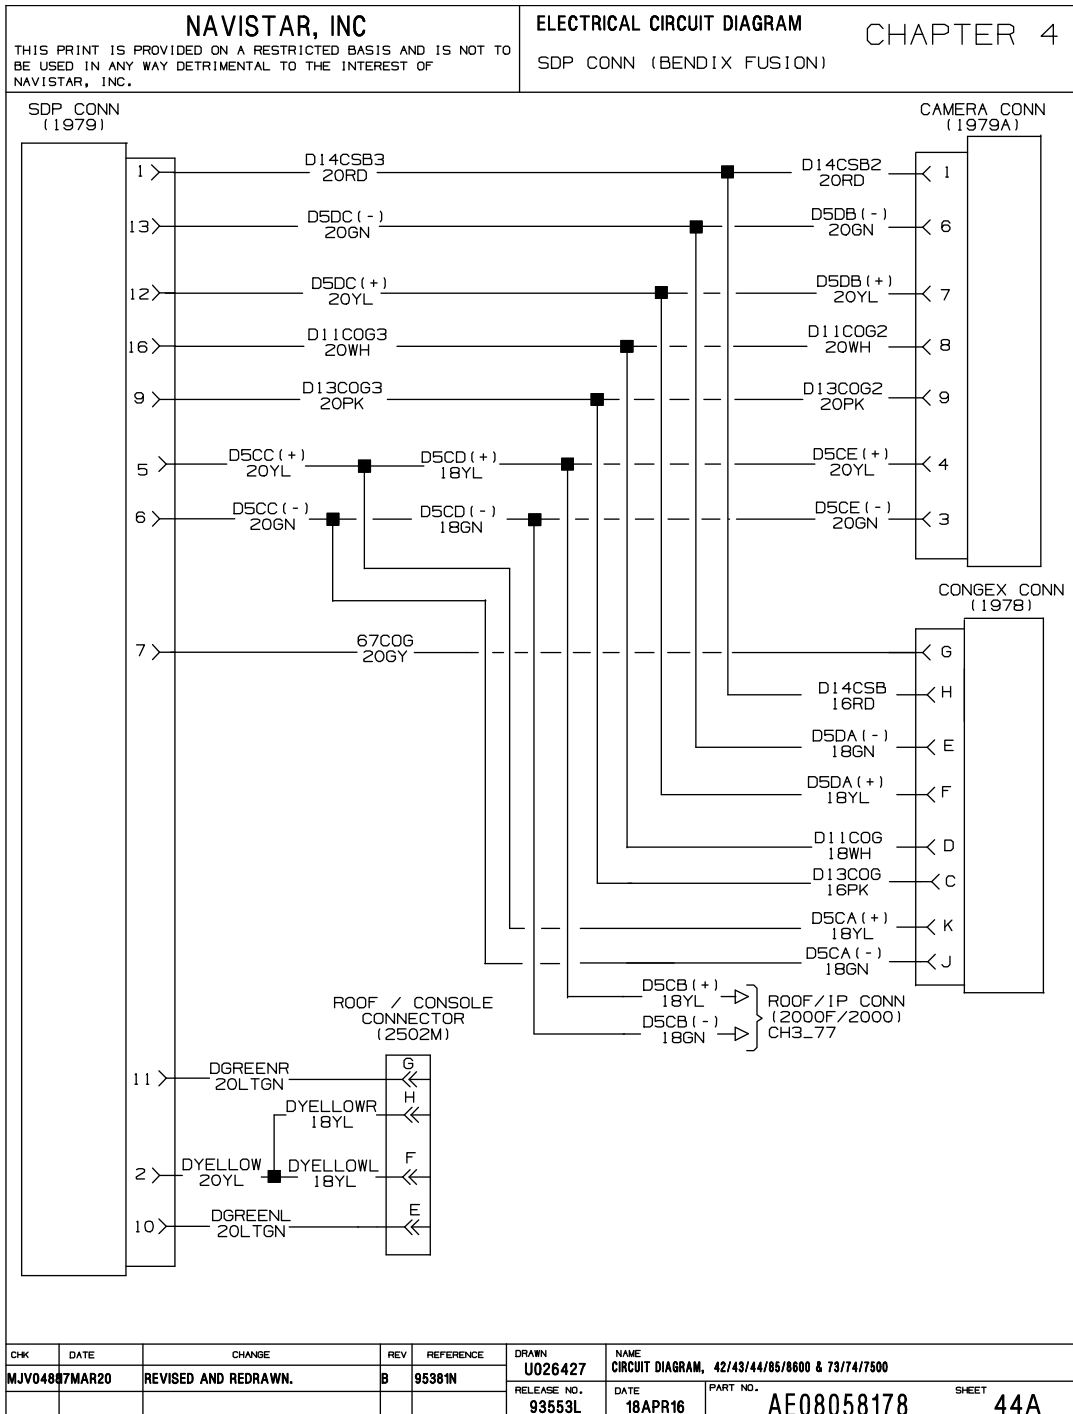 NAVISTAR, INC
THIS PRINT IS PROVIDED ON A RESTRICTED BASIS AND IS NOT TO
BE USED IN ANY WAY DETRIMENTAL TO THE INTEREST OF
NAVISTAR, INC.
ELECTRICAL CIRCUIT DIAGRAM
SDP CONN (BENDIX FUSION)
CHAPTER 4
SDP CONN
(1979)
CAMERA CONN
(1979A)
1
D14CSB3
20RD
D14CSB2
20RD
1
13
D5DC(-)
20GN
D5DB(-)
20GN
6
12
D5DC(+)
20YL
D5DB(+)
20YL
7
16
D11COG3
20WH
D11COG2
20WH
8
9
D13COG3
20PK
D13COG2
20PK
9
5
D5CC(+)
20YL
D5CD(+)
18YL
D5CE(+)
20YL
4
6
D5CC(-)
20GN
D5CD(-)
18GN
D5CE(-)
20GN
3
CONGEX CONN
(1978)
7
67COG
20GY
G
D14CSB
16RD
H
D5DA(-)
18GN
E
D5DA(+)
18YL
F
D11COG
18WH
D
D13COG
16PK
C
D5CA(+)
18YL
K
D5CA(-)
18GN
J
D5CB(+)
18YL
D5CB(-)
18GN
ROOF/IP CONN
(2000F/2000)
CH3_77
ROOF / CONSOLE
CONNECTOR
(2502M)
11
DGREENR
20LTGN
G
DYELLOWR
18YL
H
2
DYELLOW
20YL
DYELLOWL
18YL
F
10
DGREENL
20LTGN
E
CHK DATE CHANGE REV REFERENCE
MJV0488 17MAR20 REVISED AND REDRAWN. B 95381N
DRAWN
U026427
NAME
CIRCUIT DIAGRAM, 42/43/44/85/8600 & 73/74/7500
RELEASE NO.
93553L
DATE
18APR16
PART NO.
AE08058178
SHEET
44A